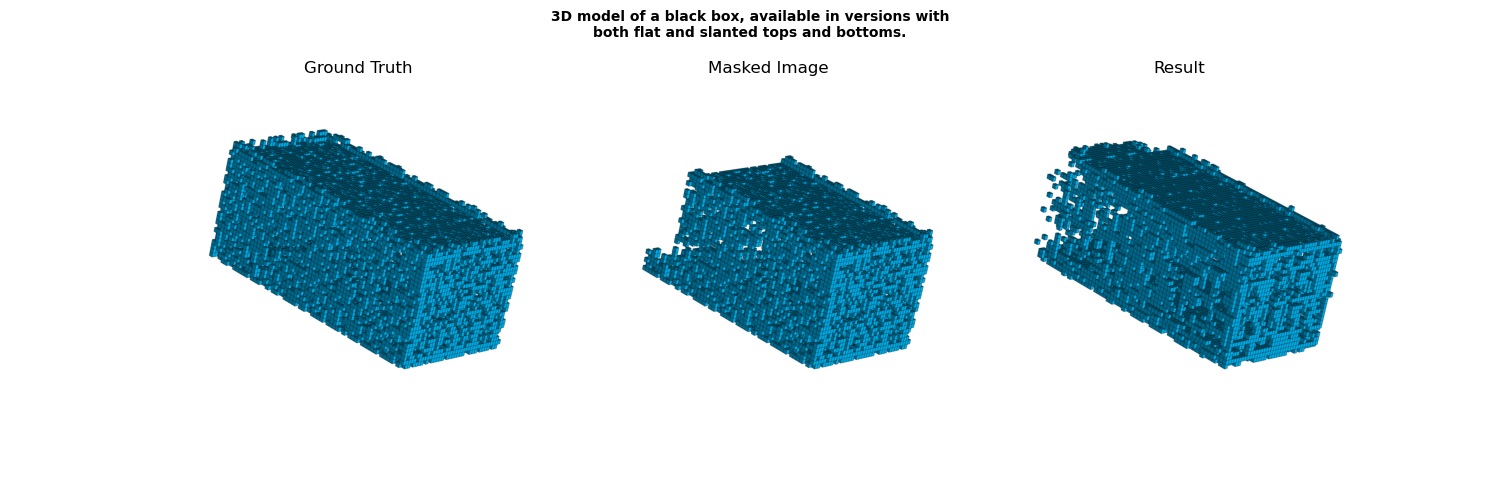 3D model of a black box, available in versions with
both flat and slanted tops and bottoms.
Ground Truth
Masked Image
Result